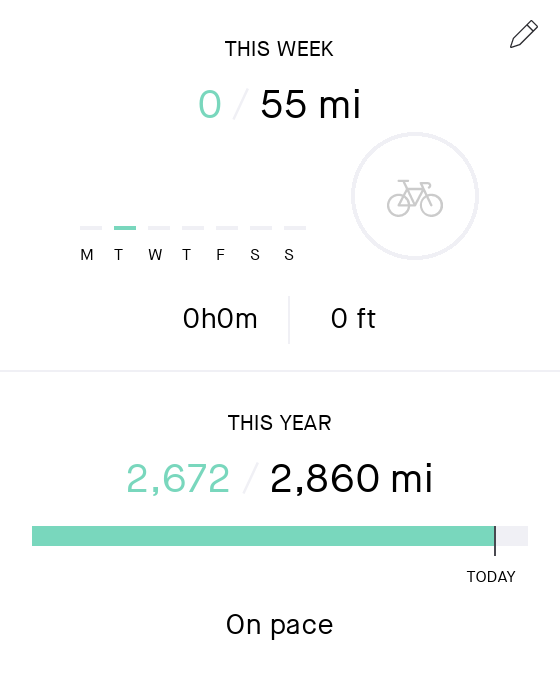 THIS WEEK
0 / 55 mi
M T W T F S S
0h0m 0 ft
THIS YEAR
2,672 / 2,860 mi
TODAY
On pace